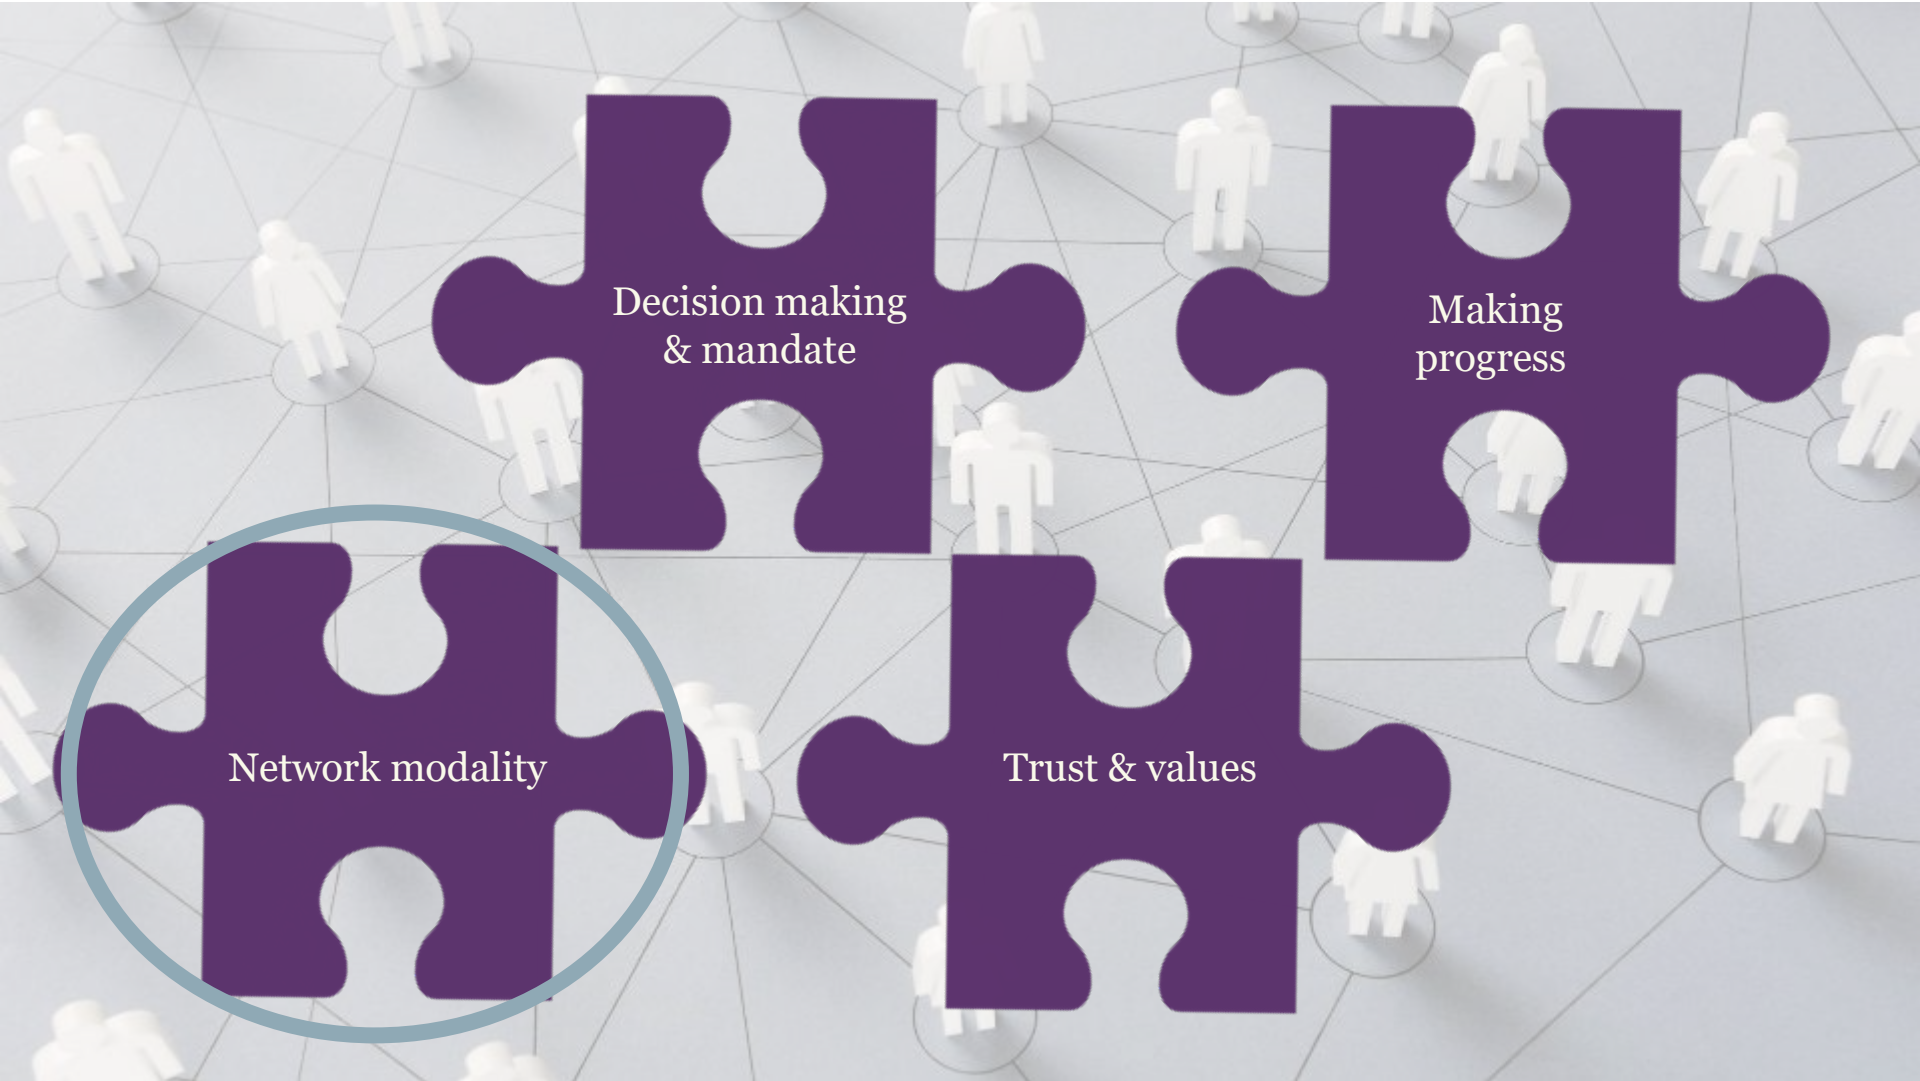 Decision making
& mandate
Making
progress
Network modality
Trust & values